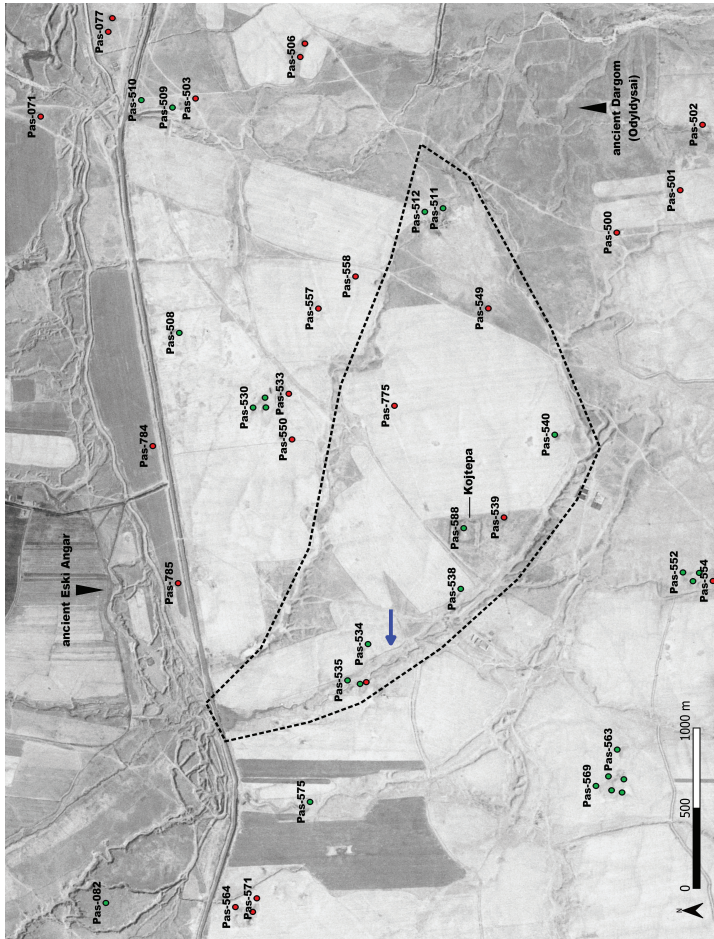 Pas-071
ancient Eski Angar
Pas-082
Pas-077
Pas-510
Pas-784
Pas-509
Pas-785
Pas-508
Pas-503
Pas-564
Pas-530
Pas-571
Pas-533
Pas-550
Pas-506
Pas-575
Pas-557
Pas-535
Pas-558
Pas-534
Pas-775
Pas-512
Pas-511
Pas-538
Pas-588
Kojtepa
Pas-549
Pas-539
Pas-540
Pas-569
Pas-500
Pas-563
ancient Dargom
(Odyldysai)
Pas-501
Pas-552
N
0 500 1000 m
Pas-502
Pas-554